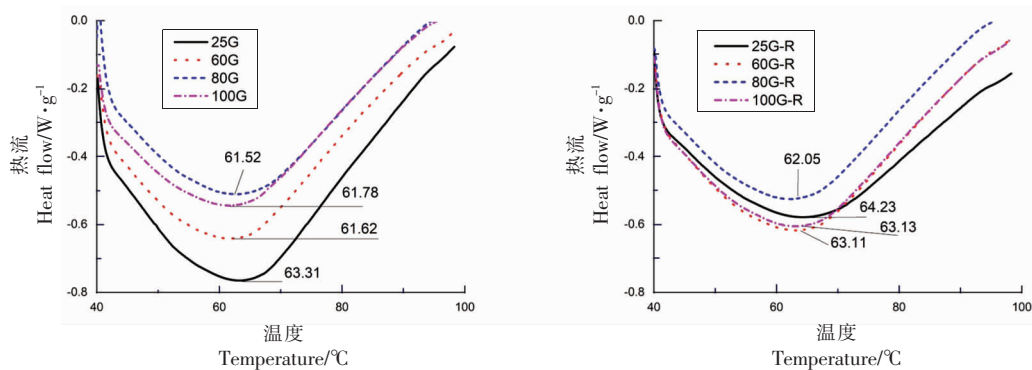 0.0
-0.2
-0.4
-0.6
-0.8
热流
Heat flow/W·g⁻¹
25G
60G
80G
100G
61.52
61.78
61.62
63.31
40
60
80
100
温度
Temperature/℃
0.0
-0.2
-0.4
-0.6
-0.8
热流
Heat flow/W·g⁻¹
25G-R
60G-R
80G-R
100G-R
62.05
64.23
63.13
63.11
40
60
80
100
温度
Temperature/℃